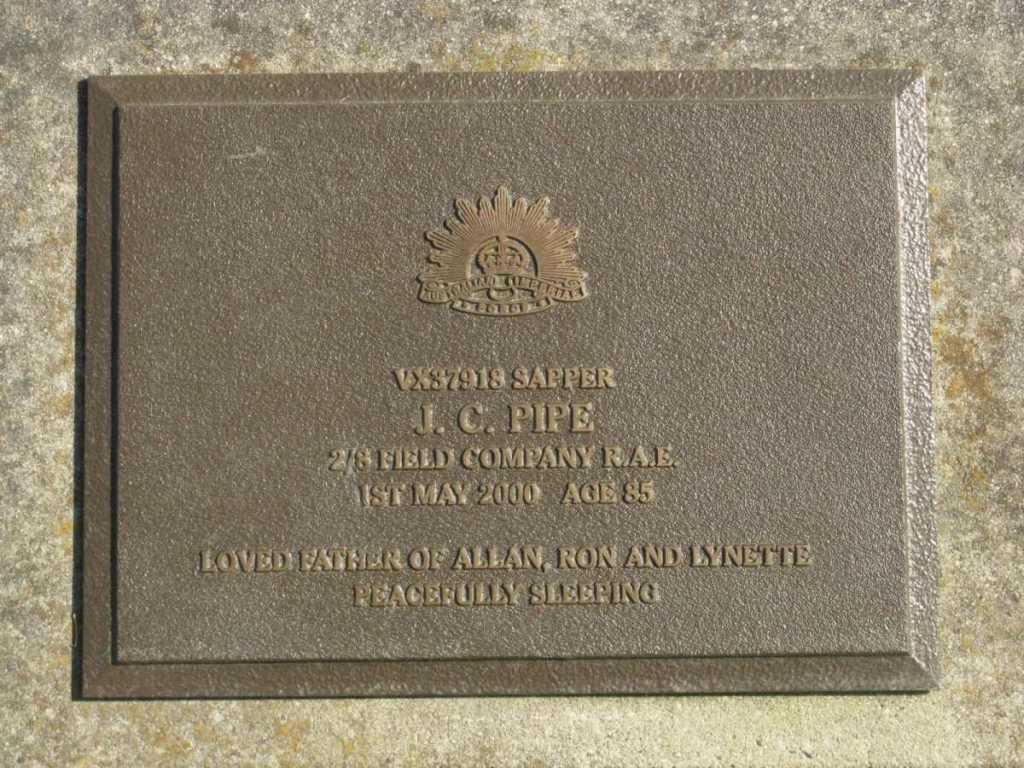 VX37918 SAPPER
J. C. PIPE
2/8 FIELD COMPANY R.A.E.
1ST MAY 2000 AGE 85
LOVED FATHER OF ALLAN, RON AND LYNETTE
PEACEFULLY SLEEPING